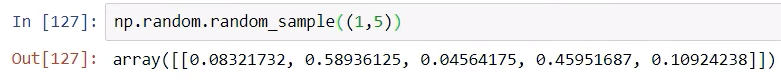 In [127]: np.random.random_sample((1,5))
Out[127]: array([[0.08321732, 0.58936125, 0.04564175, 0.45951687, 0.10924238]])